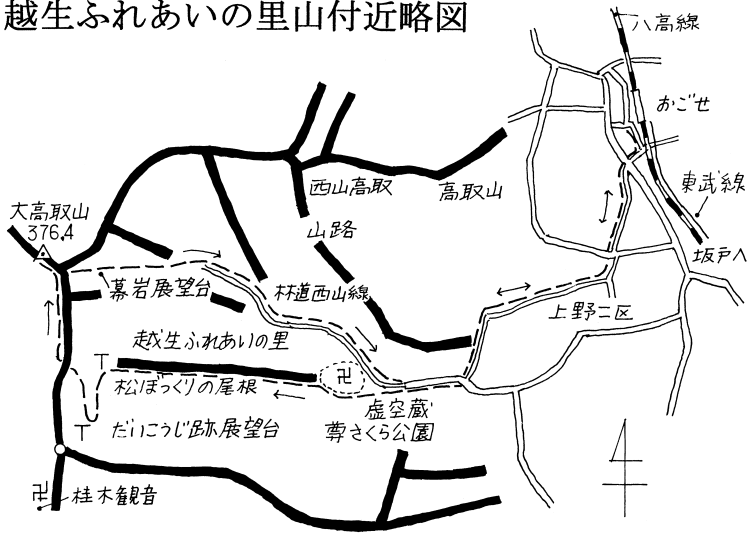 越生ふれあいの里山付近略図
八高線
おごせ
東武線
坂戸へ
西山高取
高取山
山路
大高取山
376.4
幕岩展望台
林道西山線
上野二区
越生ふれあいの里
松ぼっくりの尾根
虚空蔵
尊さくら公園
だいこうじ跡展望台
桂木観音